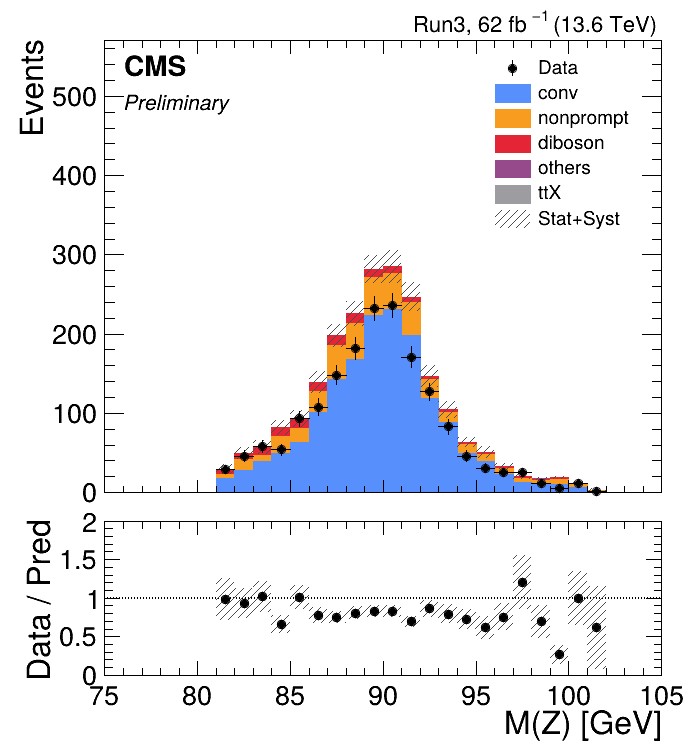 Run3, 62 fb⁻¹ (13.6 TeV)
CMS
Preliminary
Events
500
400
300
200
100
0
Data
conv
nonprompt
diboson
others
ttX
Stat+Syst
Data / Pred
2
1.5
1
0.5
0
75 80 85 90 95 100 105
M(Z) [GeV]